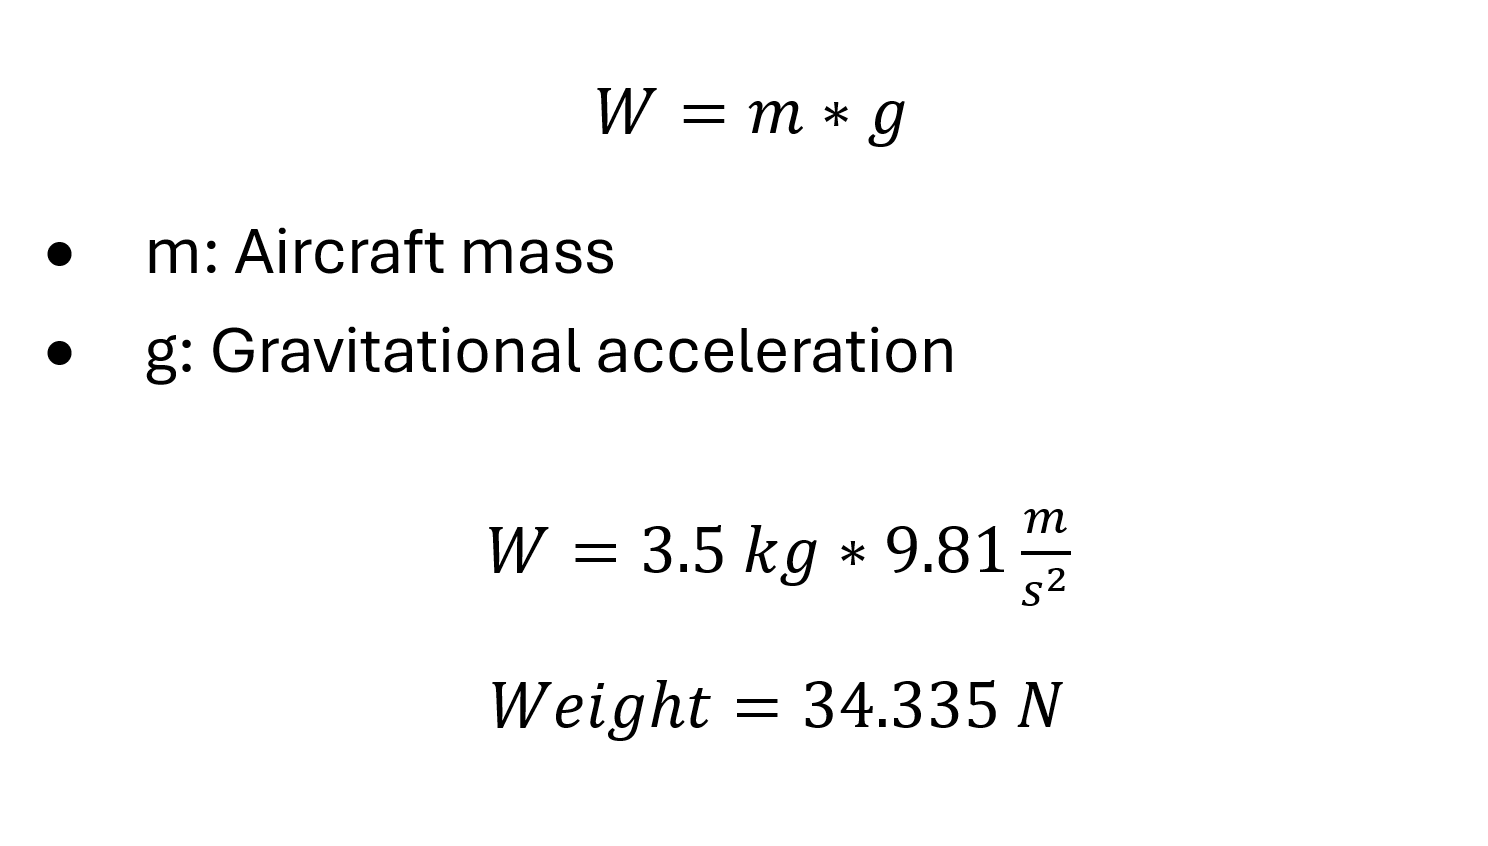 W = m * g
• m: Aircraft mass
• g: Gravitational acceleration
W = 3.5 kg * 9.81 m/s²
Weight = 34.335 N